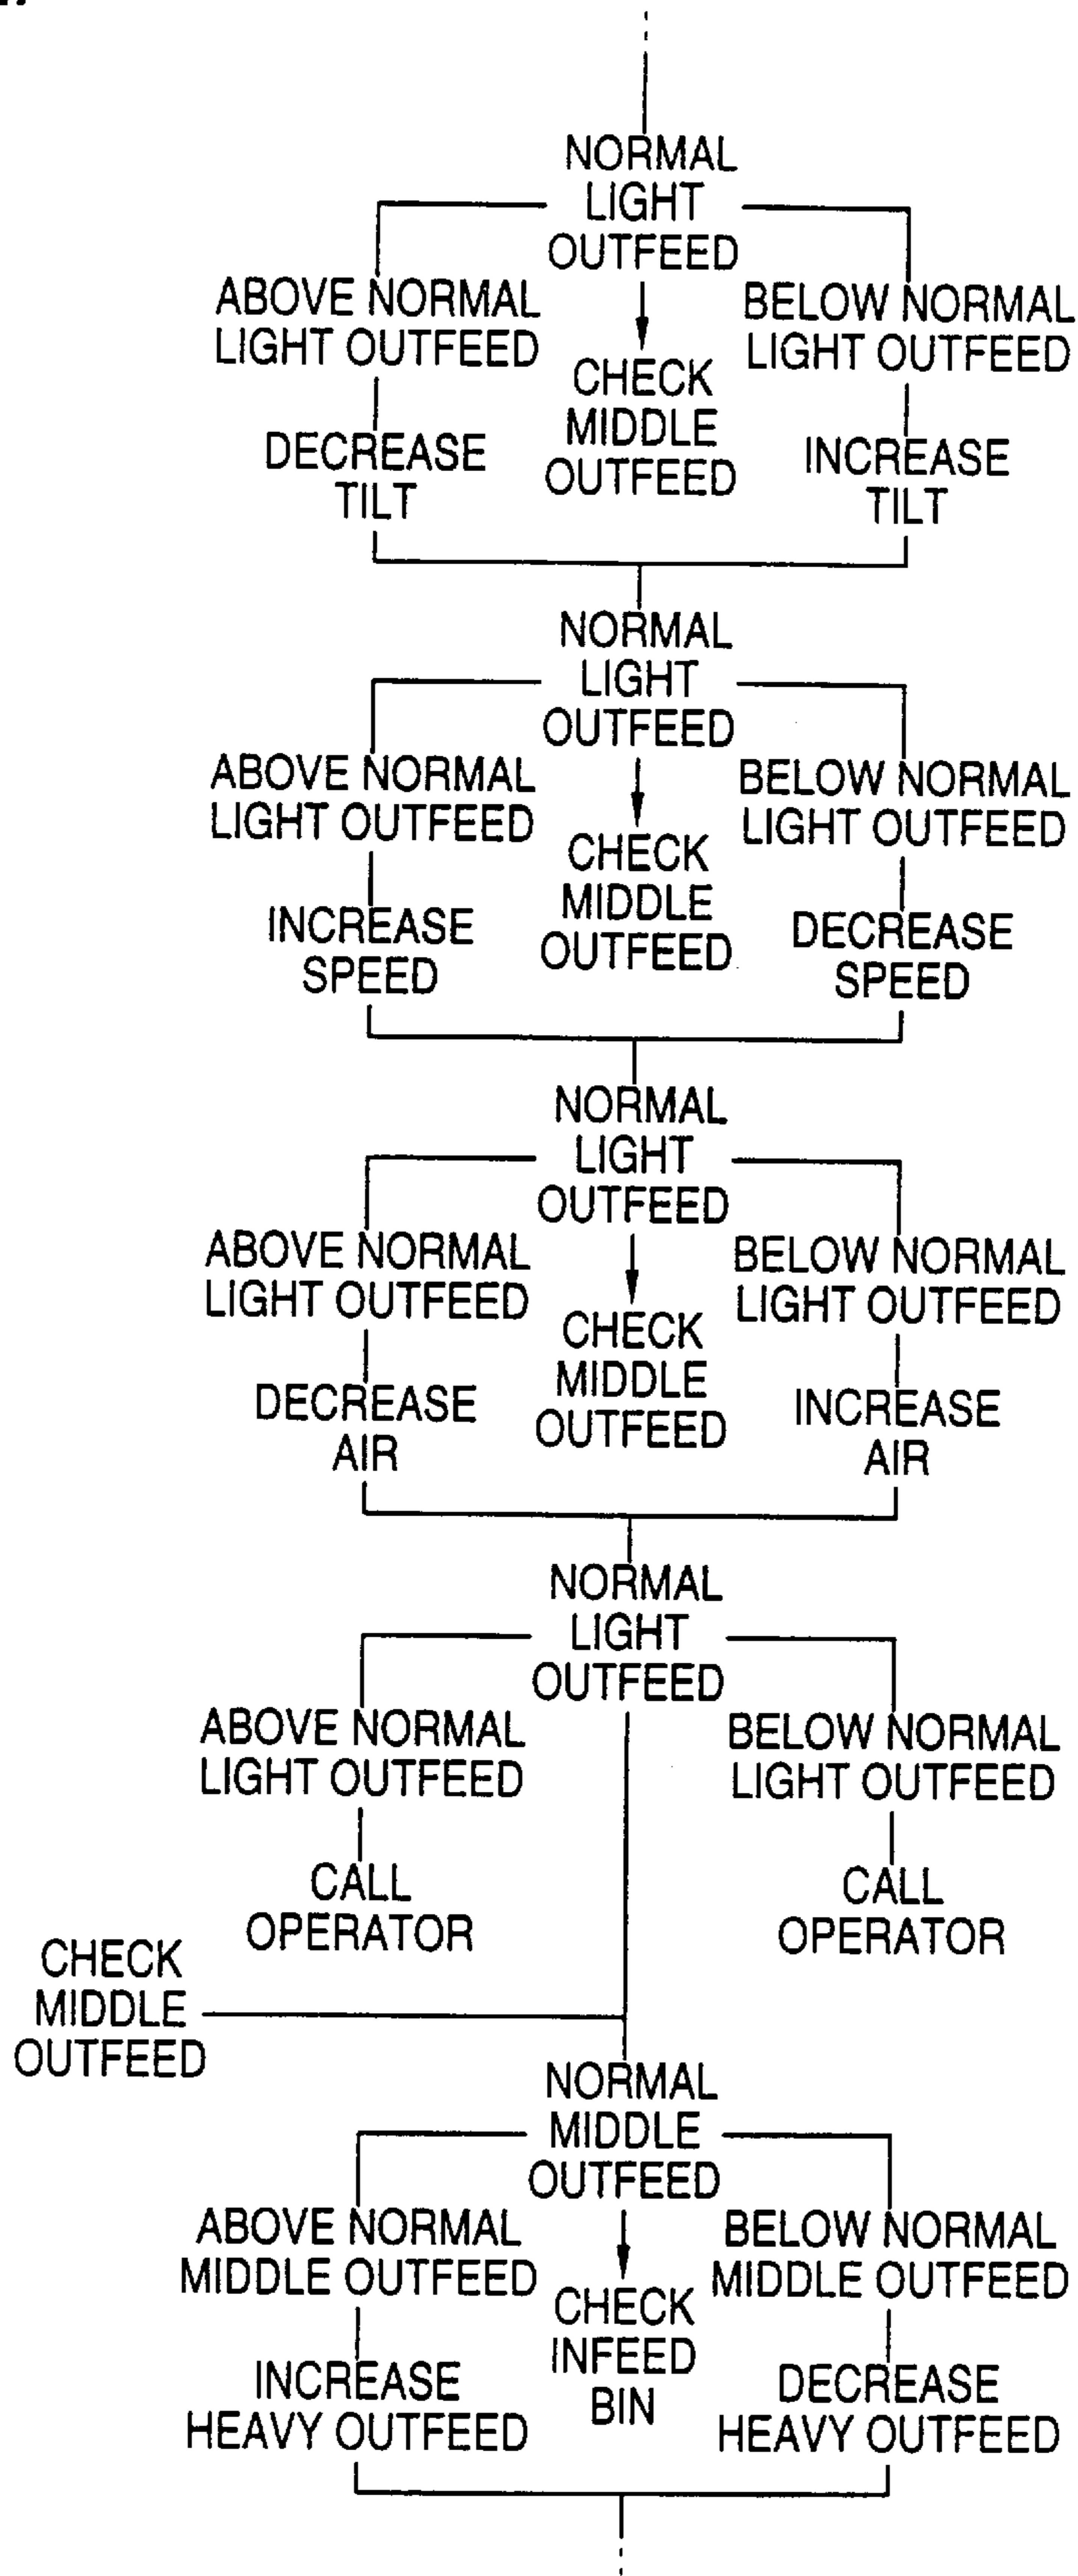 NORMAL
LIGHT
OUTFEED
ABOVE NORMAL
LIGHT OUTFEED
CHECK
MIDDLE
OUTFEED
BELOW NORMAL
LIGHT OUTFEED
DECREASE
TILT
INCREASE
TILT
NORMAL
LIGHT
OUTFEED
ABOVE NORMAL
LIGHT OUTFEED
CHECK
MIDDLE
OUTFEED
BELOW NORMAL
LIGHT OUTFEED
INCREASE
SPEED
DECREASE
SPEED
NORMAL
LIGHT
OUTFEED
ABOVE NORMAL
LIGHT OUTFEED
CHECK
MIDDLE
OUTFEED
BELOW NORMAL
LIGHT OUTFEED
DECREASE
AIR
INCREASE
AIR
NORMAL
LIGHT
OUTFEED
ABOVE NORMAL
LIGHT OUTFEED
BELOW NORMAL
LIGHT OUTFEED
CALL
OPERATOR
CALL
OPERATOR
CHECK
MIDDLE
OUTFEED
NORMAL
MIDDLE
OUTFEED
ABOVE NORMAL
MIDDLE OUTFEED
CHECK
INFEED
BIN
BELOW NORMAL
MIDDLE OUTFEED
INCREASE
HEAVY OUTFEED
DECREASE
HEAVY OUTFEED